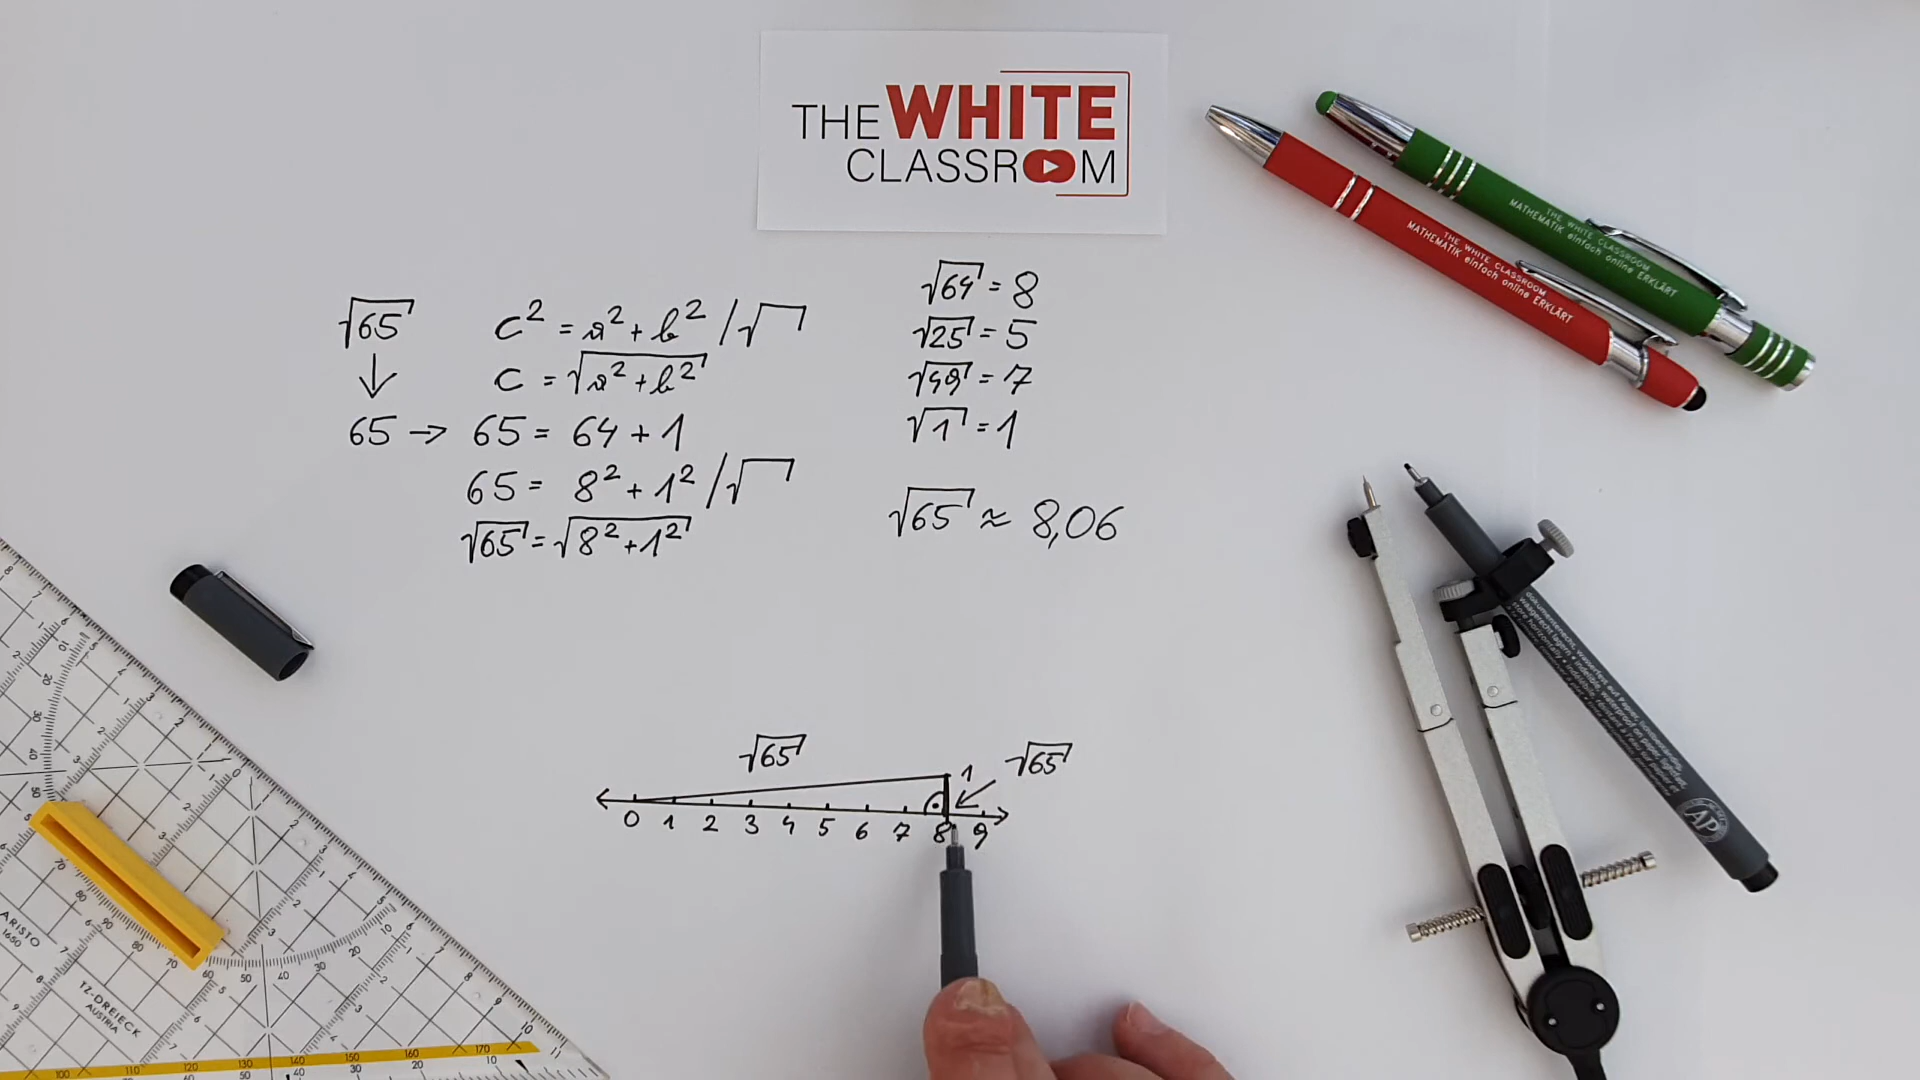 THE WHITE
CLASSROOM
THE WHITE CLASSROOM
MATHEMATIK einfach online ERKLÄRT
THE WHITE CLASSROOM
MATHEMATIK einfach online ERKLÄRT
√65
↓
65 →
c² = a² + b² /√
c = √a² + b²
65 = 64 + 1
65 = 8² + 1² /√
√65 = √8² + 1²
√64 = 8
√25 = 5
√49 = 7
√1 = 1
√65 ≈ 8,06
√65
1
√65
0 1 2 3 4 5 6 7 8 9
ARISTO
1650
TZ-DREIECK
AUSTRIA
AP